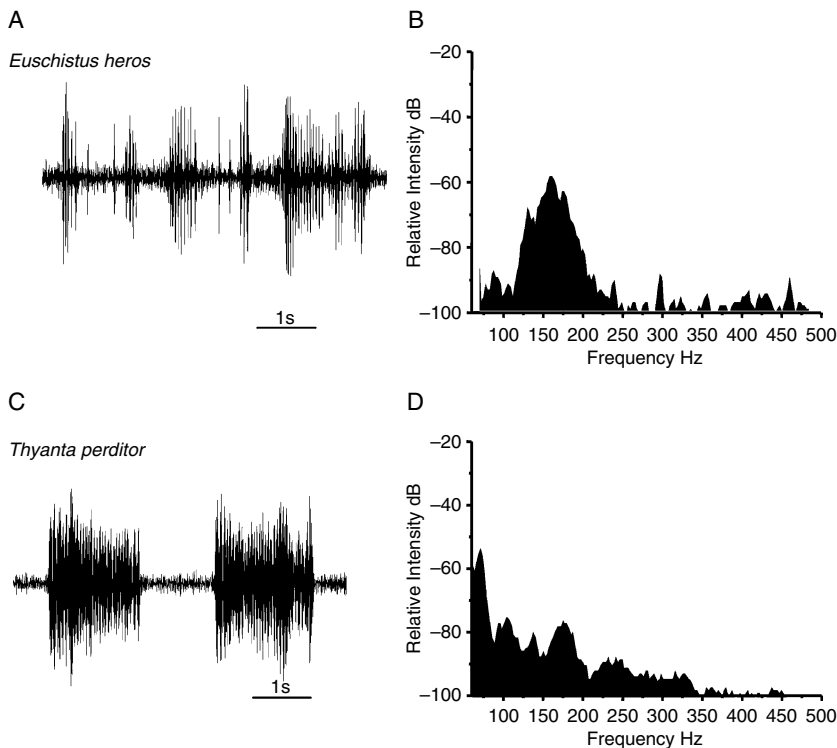 A
Euschistus heros
1s
B
Relative Intensity dB
–20
–40
–60
–80
–100
100 150 200 250 300 350 400 450 500
Frequency Hz
C
Thyanta perditor
1s
D
Relative Intensity dB
–20
–40
–60
–80
–100
100 150 200 250 300 350 400 450 500
Frequency Hz